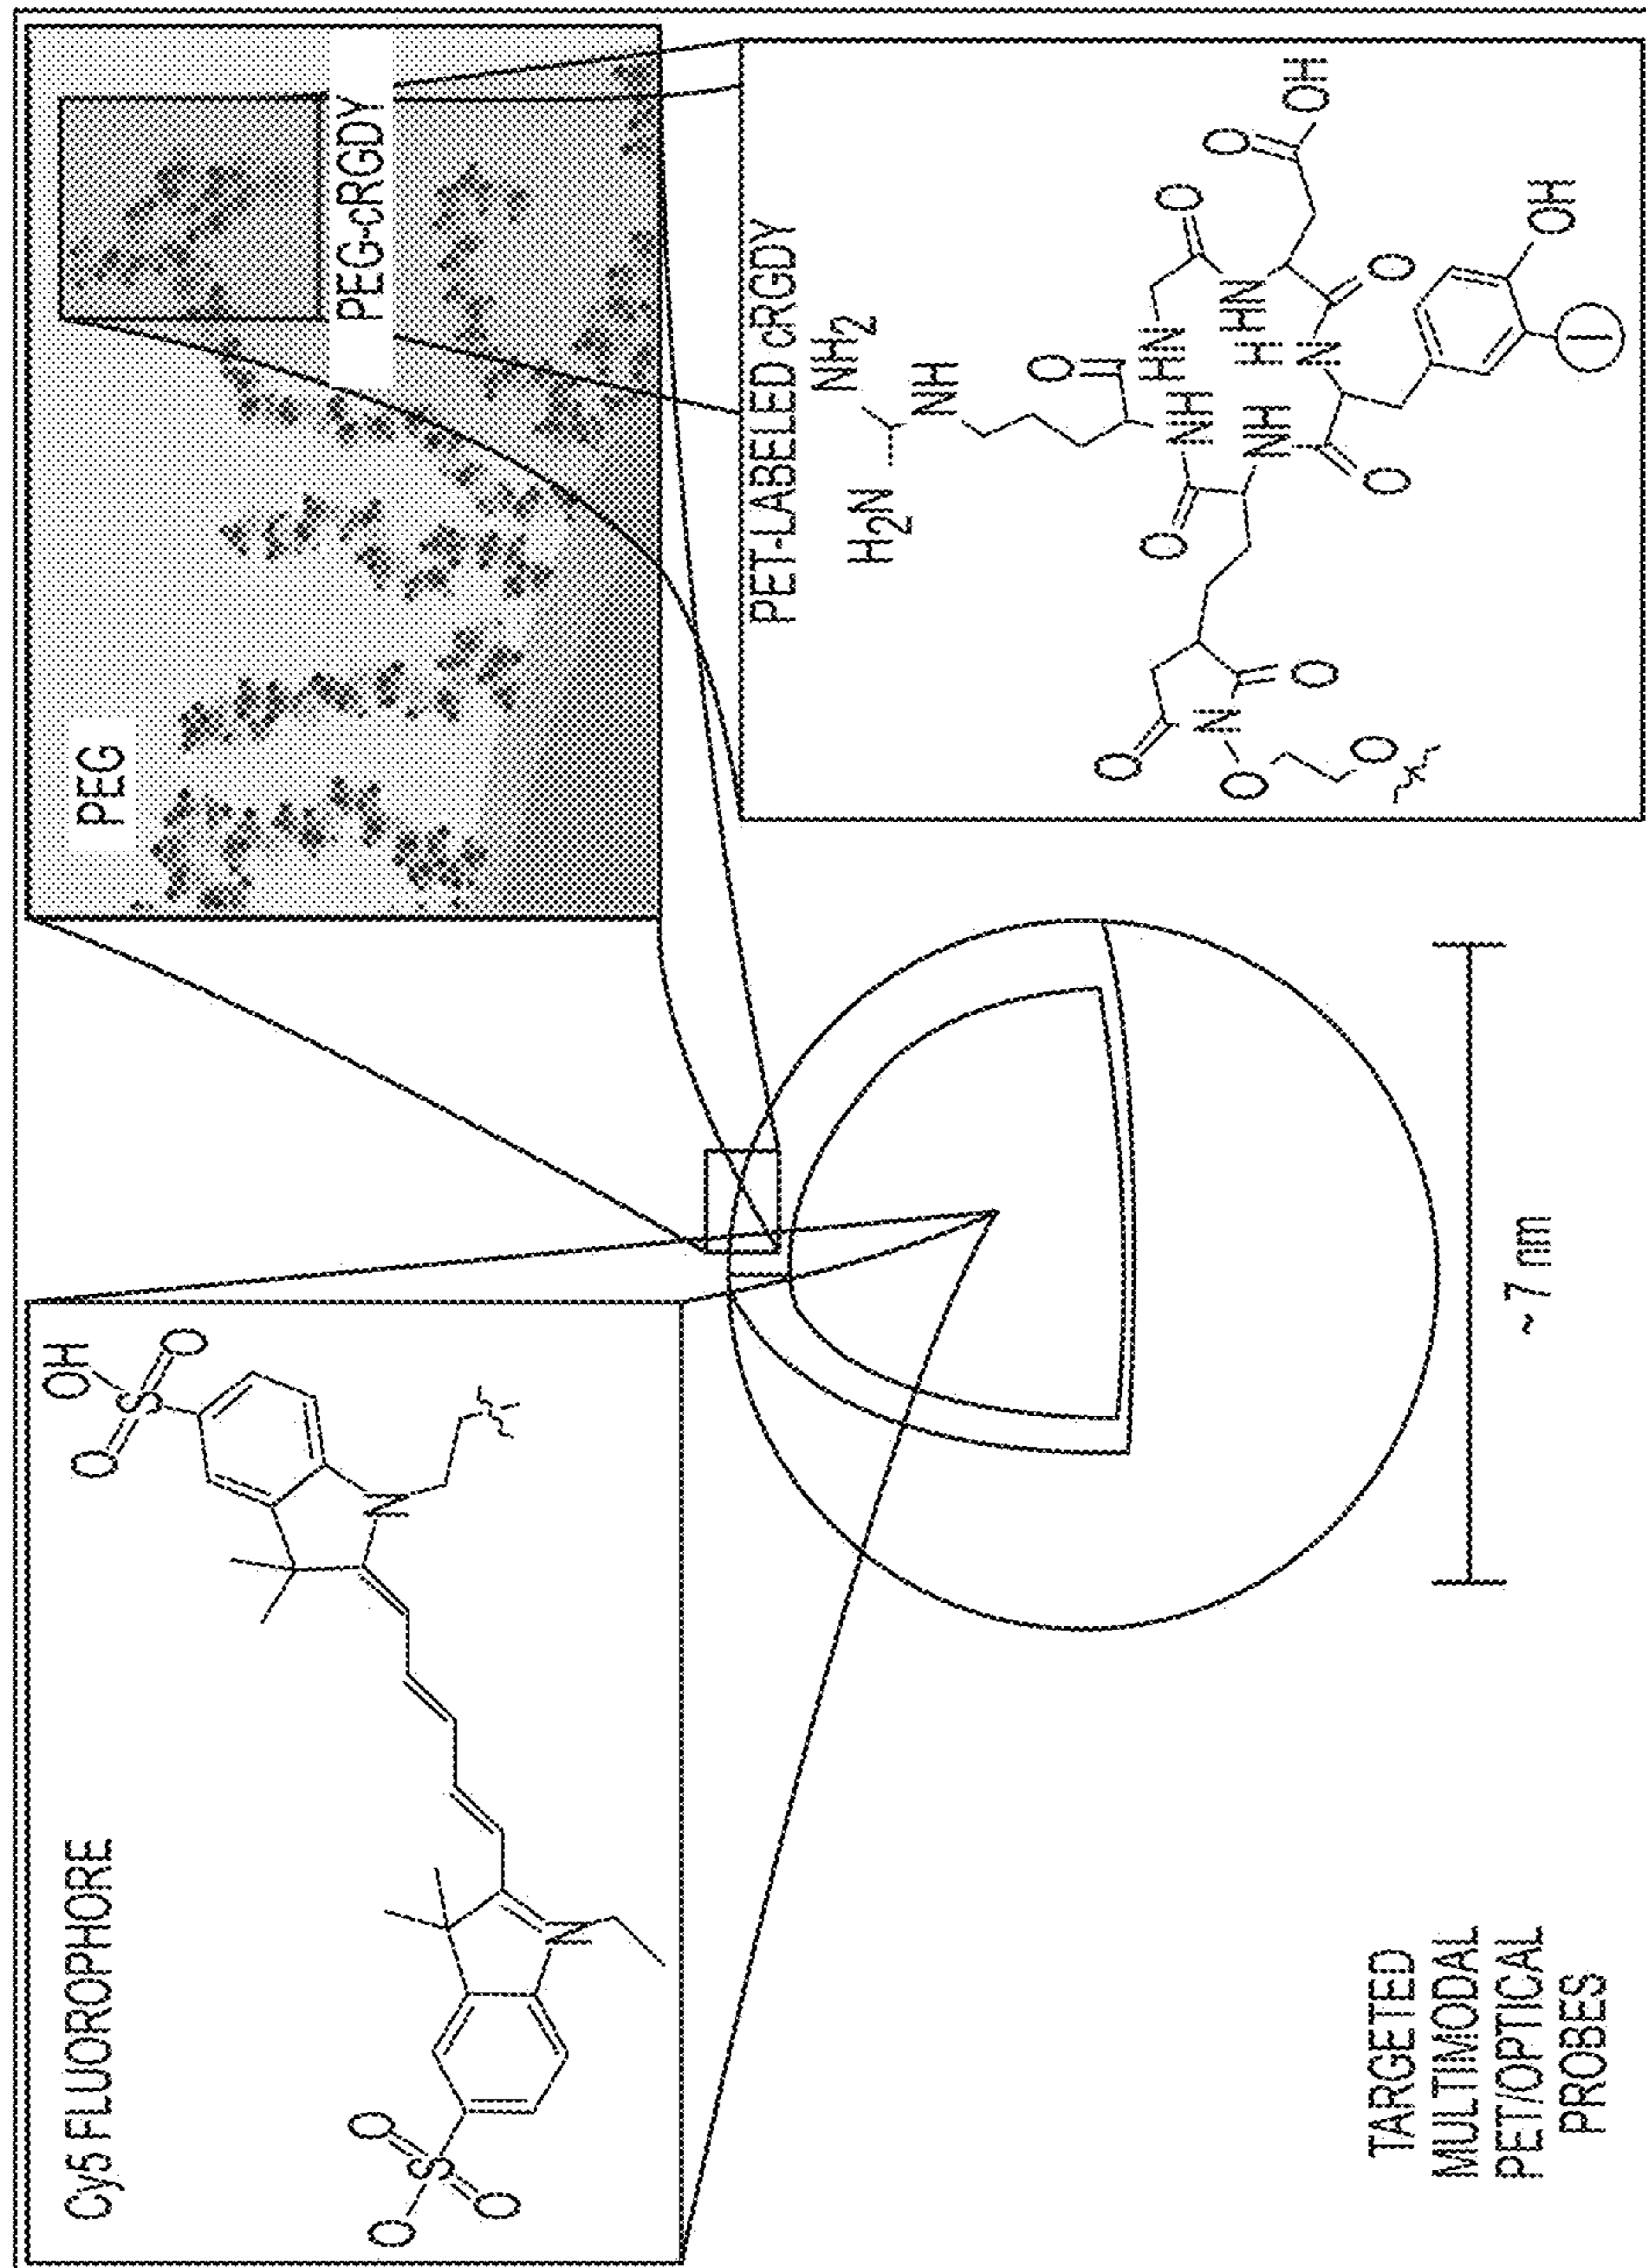 Cy5 FLUOROPHORE
OH
S
O
O
N
N
O
S
O
O
PEG
PEG-cRGDY
PET-LABELED cRGDY
H₂N
NH₂
NH
O
O
NH
HN
O
O
OH
NH
HN
H
N
O
O
OH
I
O
N
O
O
O
~ 7 nm
TARGETED
MULTIMODAL
PET/OPTICAL
PROBES